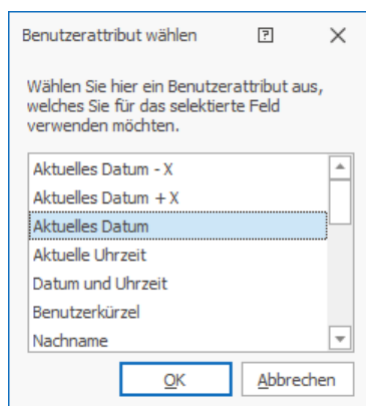 Benutzerattribut wählen
Wählen Sie hier ein Benutzerattribut aus,
welches Sie für das selektierte Feld
verwenden möchten.
Aktuelles Datum - X
Aktuelles Datum + X
Aktuelles Datum
Aktuelle Uhrzeit
Datum und Uhrzeit
Benutzerkürzel
Nachname
OK Abbrechen